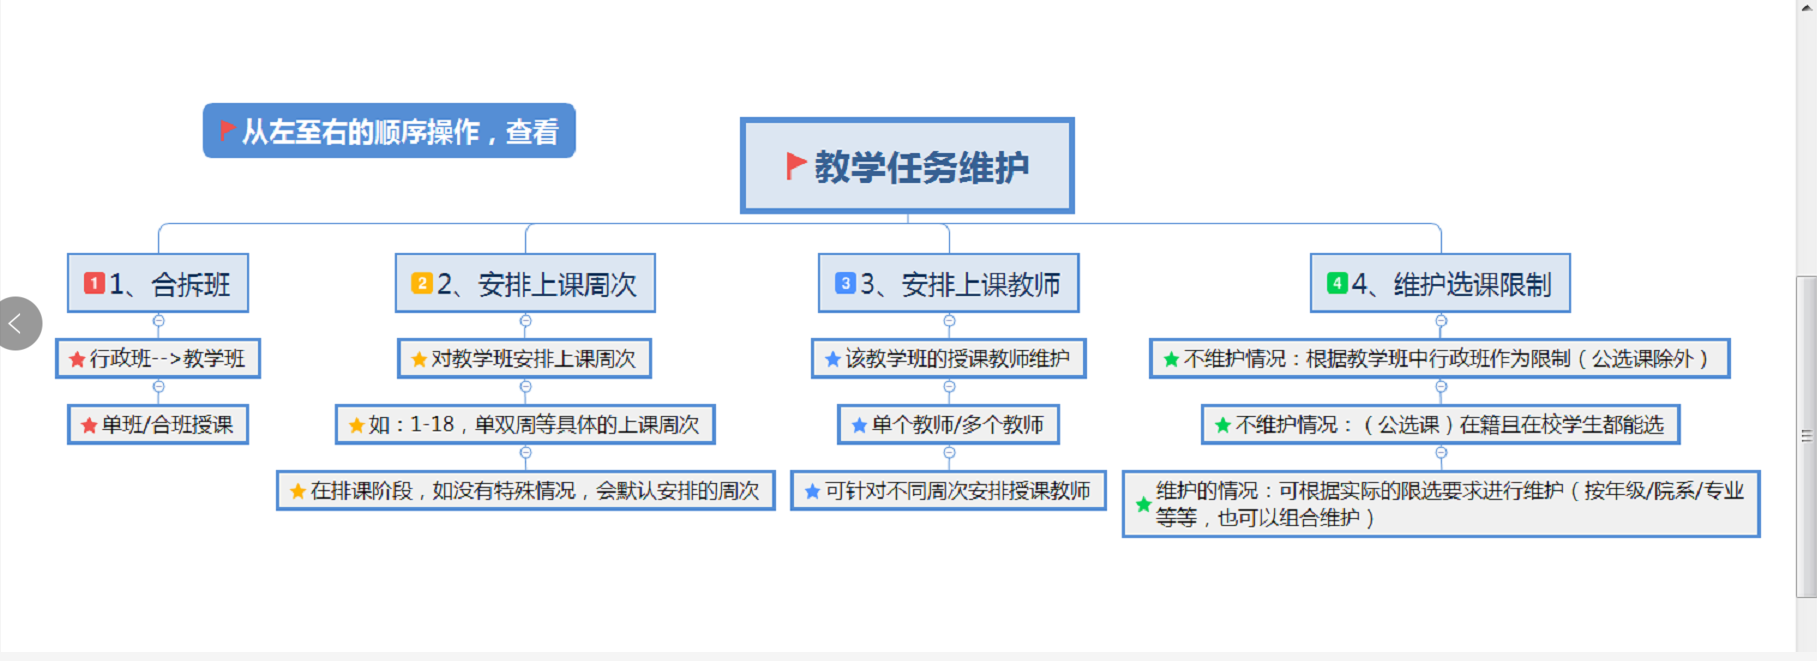 从左至右的顺序操作，查看
教学任务维护
1 1、合拆班
行政班-->教学班
单班/合班授课
2 2、安排上课周次
对教学班安排上课周次
如：1-18，单双周等具体的上课周次
在排课阶段，如没有特殊情况，会默认安排的周次
3 3、安排上课教师
该教学班的授课教师维护
单个教师/多个教师
可针对不同周次安排授课教师
4 4、维护选课限制
不维护情况：根据教学班中行政班作为限制（公选课除外）
不维护情况：（公选课）在籍且在校学生都能选
维护的情况：可根据实际的限选要求进行维护（按年级/院系/专业
等等，也可以组合维护）